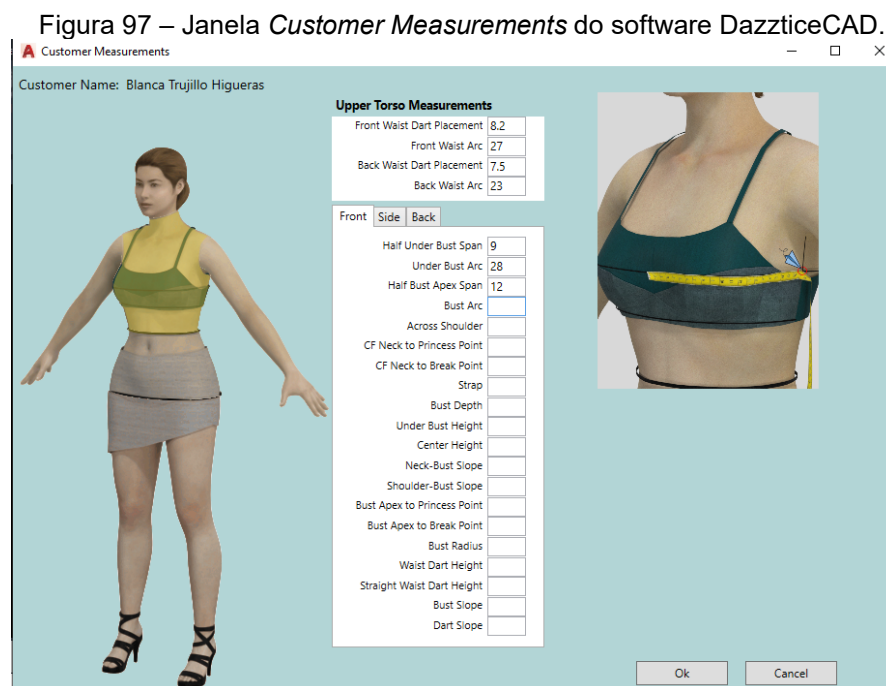 Figura 97 – Janela Customer Measurements do software DazzticeCAD.
A Customer Measurements
Customer Name: Blanca Trujillo Higueras
Upper Torso Measurements
Front Waist Dart Placement 8.2
Front Waist Arc 27
Back Waist Dart Placement 7.5
Back Waist Arc 23
Front Side Back
Half Under Bust Span 9
Under Bust Arc 28
Half Bust Apex Span 12
Bust Arc
Across Shoulder
CF Neck to Princess Point
CF Neck to Break Point
Strap
Bust Depth
Under Bust Height
Center Height
Neck-Bust Slope
Shoulder-Bust Slope
Bust Apex to Princess Point
Bust Apex to Break Point
Bust Radius
Waist Dart Height
Straight Waist Dart Height
Bust Slope
Dart Slope
Ok Cancel